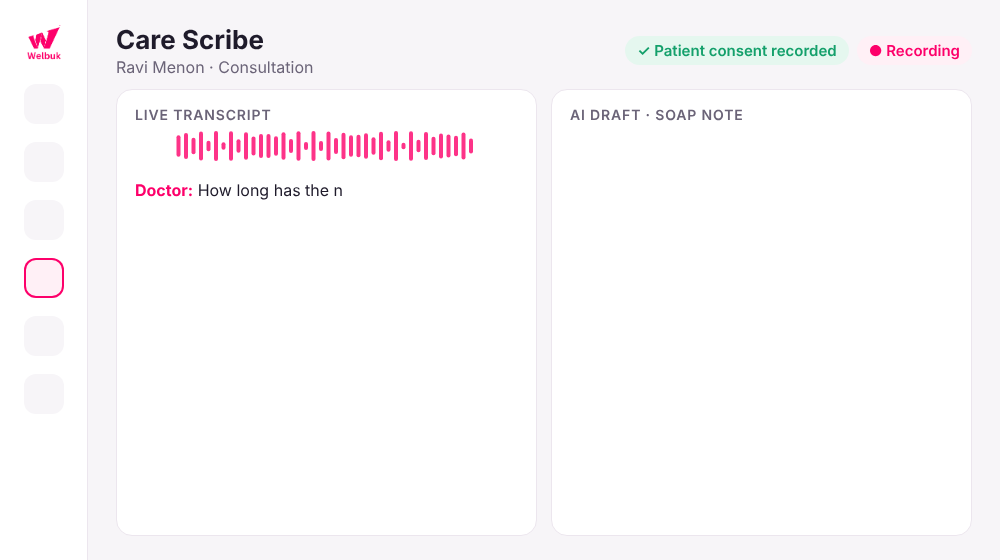 Welbuk
Care Scribe
Ravi Menon · Consultation
✓ Patient consent recorded
Recording
LIVE TRANSCRIPT
Doctor: How long has the n
AI DRAFT · SOAP NOTE